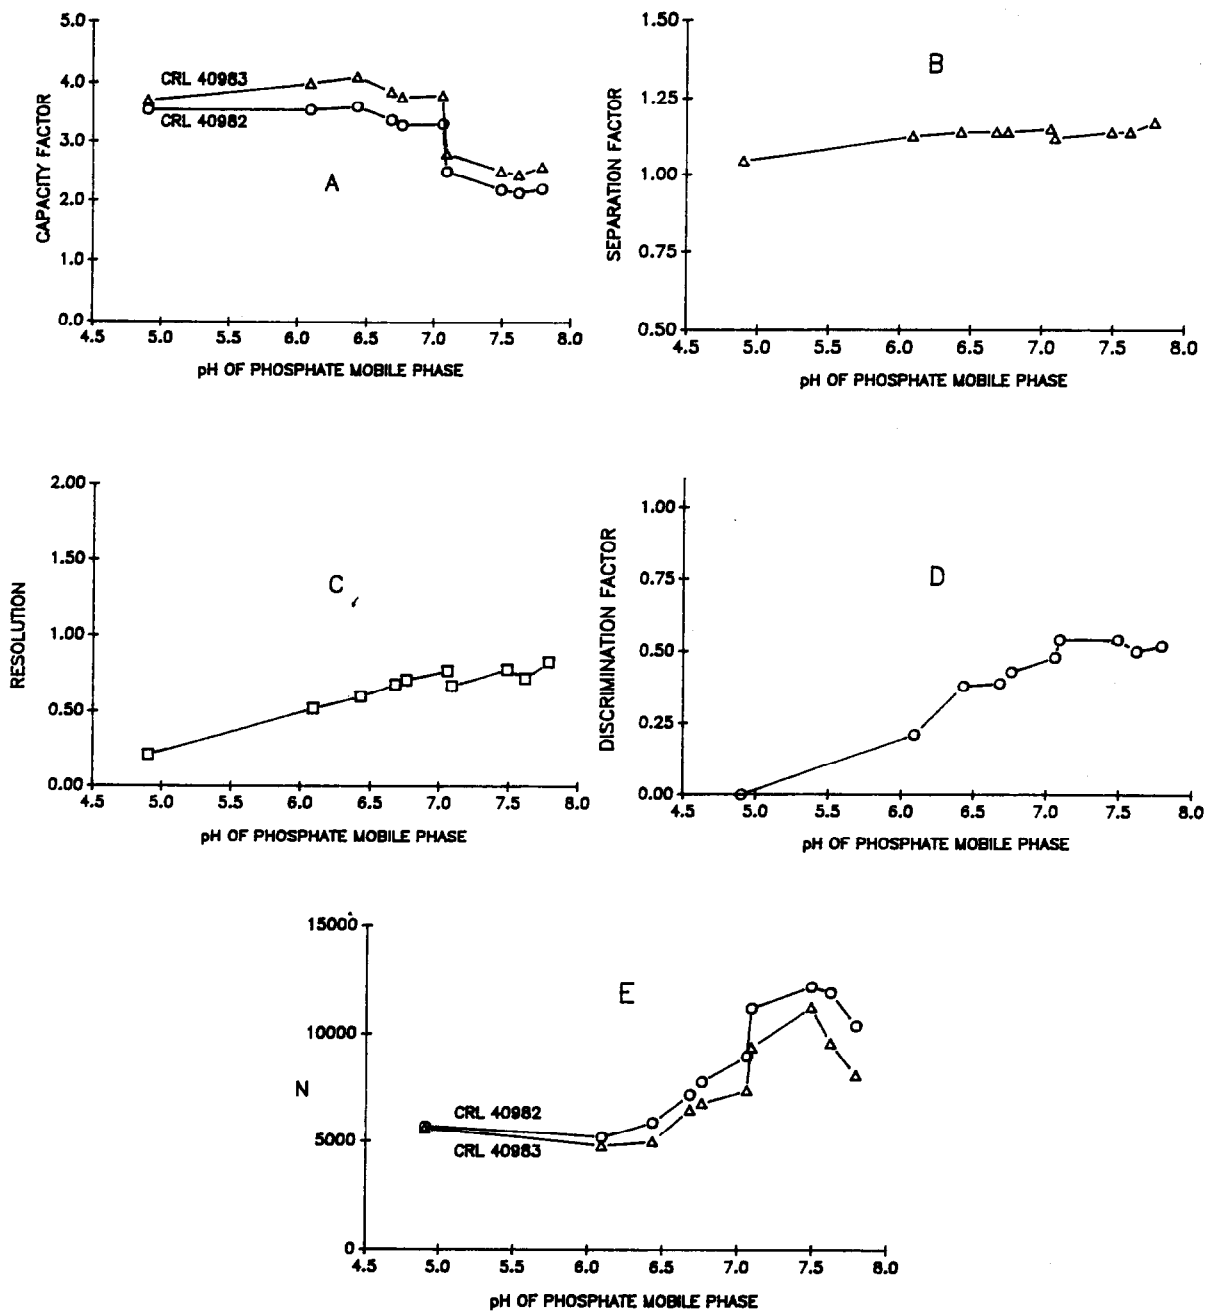 5.0
4.0
3.0
2.0
1.0
0.0
CAPACITY FACTOR
CRL 40983
CRL 40982
A
4.5 5.0 5.5 6.0 6.5 7.0 7.5 8.0
pH OF PHOSPHATE MOBILE PHASE
1.50
1.25
1.00
0.75
0.50
SEPARATION FACTOR
B
4.5 5.0 5.5 6.0 6.5 7.0 7.5 8.0
pH OF PHOSPHATE MOBILE PHASE
2.00
1.50
1.00
0.50
0.00
RESOLUTION
C
4.5 5.0 5.5 6.0 6.5 7.0 7.5 8.0
pH OF PHOSPHATE MOBILE PHASE
1.00
0.75
0.50
0.25
0.00
DISCRIMINATION FACTOR
D
4.5 5.0 5.5 6.0 6.5 7.0 7.5 8.0
pH OF PHOSPHATE MOBILE PHASE
15000
10000
5000
0
N
E
CRL 40982
CRL 40983
4.5 5.0 5.5 6.0 6.5 7.0 7.5 8.0
pH OF PHOSPHATE MOBILE PHASE